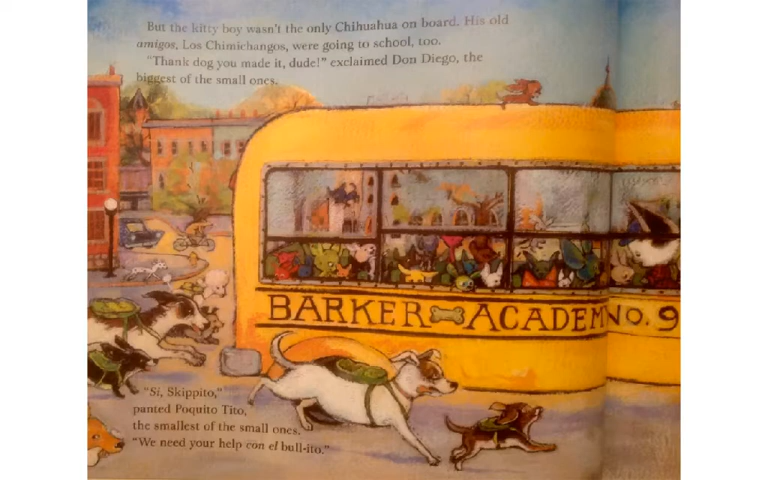 But the kitty boy wasn't the only Chihuahua on board. His old
amigos, Los Chimichangos, were going to school, too.
"Thank dog you made it, dude!" exclaimed Don Diego, the
biggest of the small ones.
BARKER ACADEM NO. 9
"Si, Skippito,"
panted Poquito Tito,
the smallest of the small ones.
"We need your help con el bull-ito."